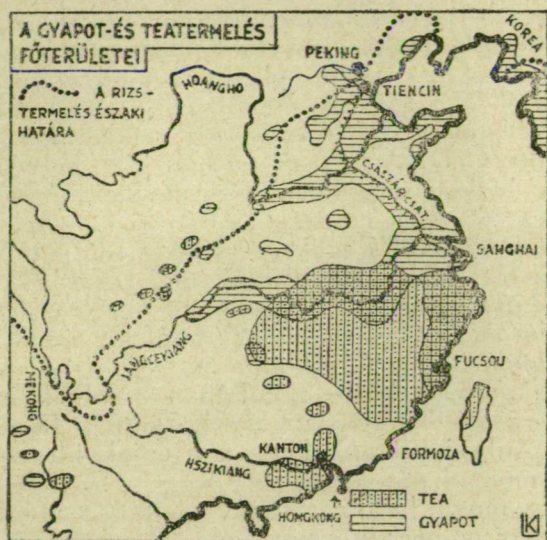 A GYAPOT-ÉS TEATERMELÉS
FŐTERÜLETEI
A RIZS-
TERMELÉS ÉSZAKI
HATÁRA
HOANGHO
PEKING
TIENCIN
KOREA
CSÁSZÁRCSAT.
SANGHAI
JANGCEKIANG
FUCSOU
MEKONG
KANTON
HSZIKIANG
FORMOZA
HONGKONG
TEA
GYAPOT
K